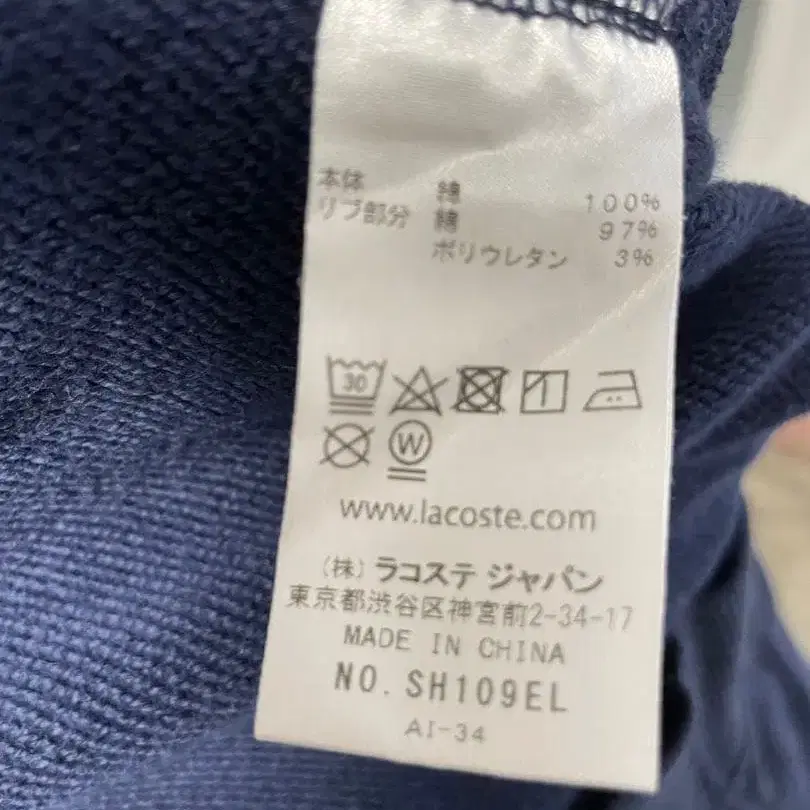 本体 綿 100%
リブ部分 綿 97%
ポリウレタン 3%
30
W
www.lacoste.com
(株) ラコステ ジャパン
東京都渋谷区神宮前2-34-17
MADE IN CHINA
NO. SH109EL
AI-34